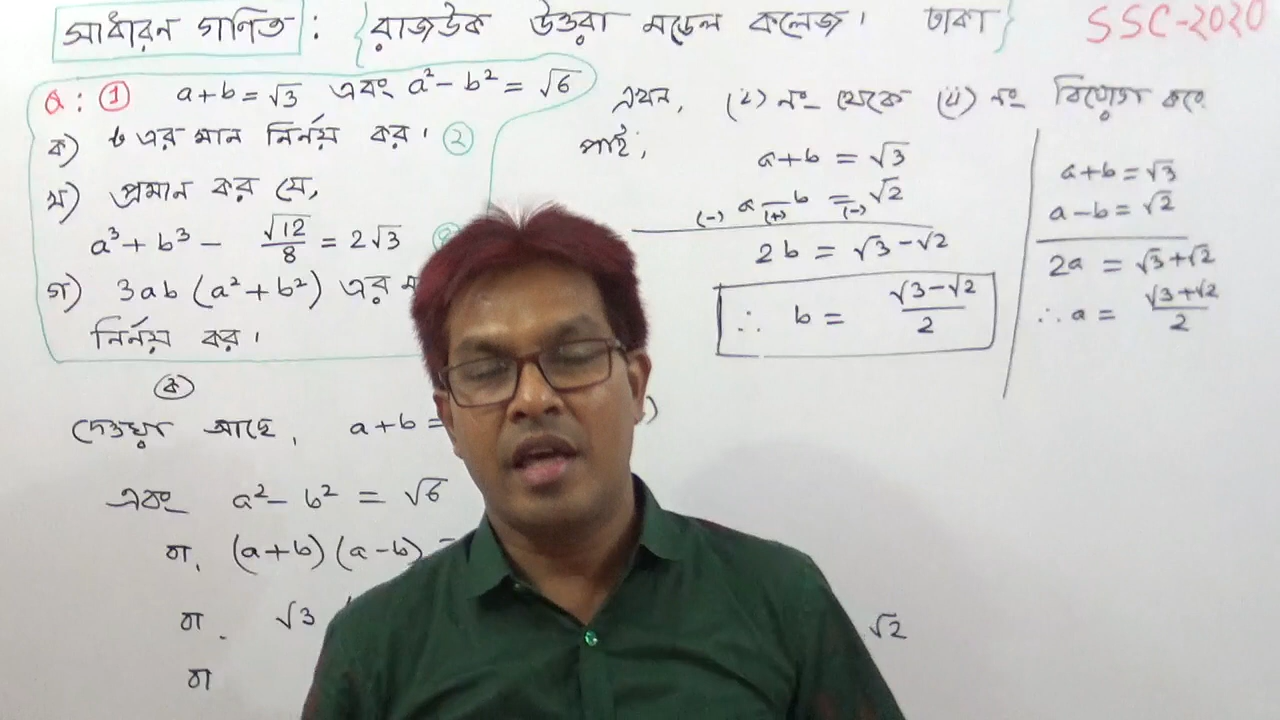 সাধারন গণিত : {রাজউক উত্তরা মডেল কলেজ। ঢাকা} SSC-2020
Q : ① a+b = √3 এবং a² - b² = √6
ক) b এর মান নির্নয় কর। ②
খ) প্রমান কর যে,
a³ + b³ - √12/8 = 2√3
গ) 3ab (a² + b²) এর
নির্নয় কর।
ক
দেওয়া আছে, a+b =
এবং a² - b² = √6
বা, (a+b) (a-b)
বা, √3
বা
√2
এখন, (i) নং থেকে (ii) নং বিয়োগ করে
পাই,
a+b = √3
a - b = √2
(-) (+) (-)
2b = √3-√2
∴ b = √3-√2/2
a+b = √3
a-b = √2
2a = √3+√2
∴ a = √3+√2/2